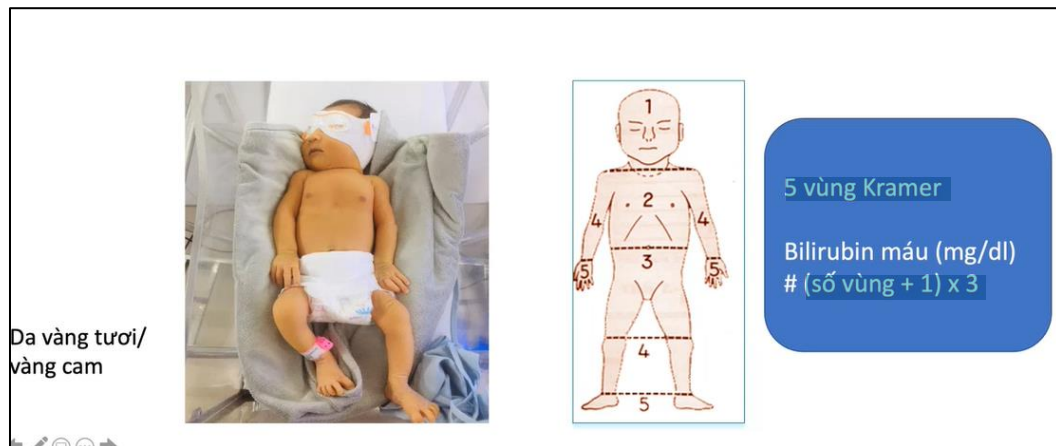 Da vàng tươi/
vàng cam
1
2
4
4
3
5
5
4
5
5 vùng Kramer
Bilirubin máu (mg/dl)
# (số vùng + 1) x 3